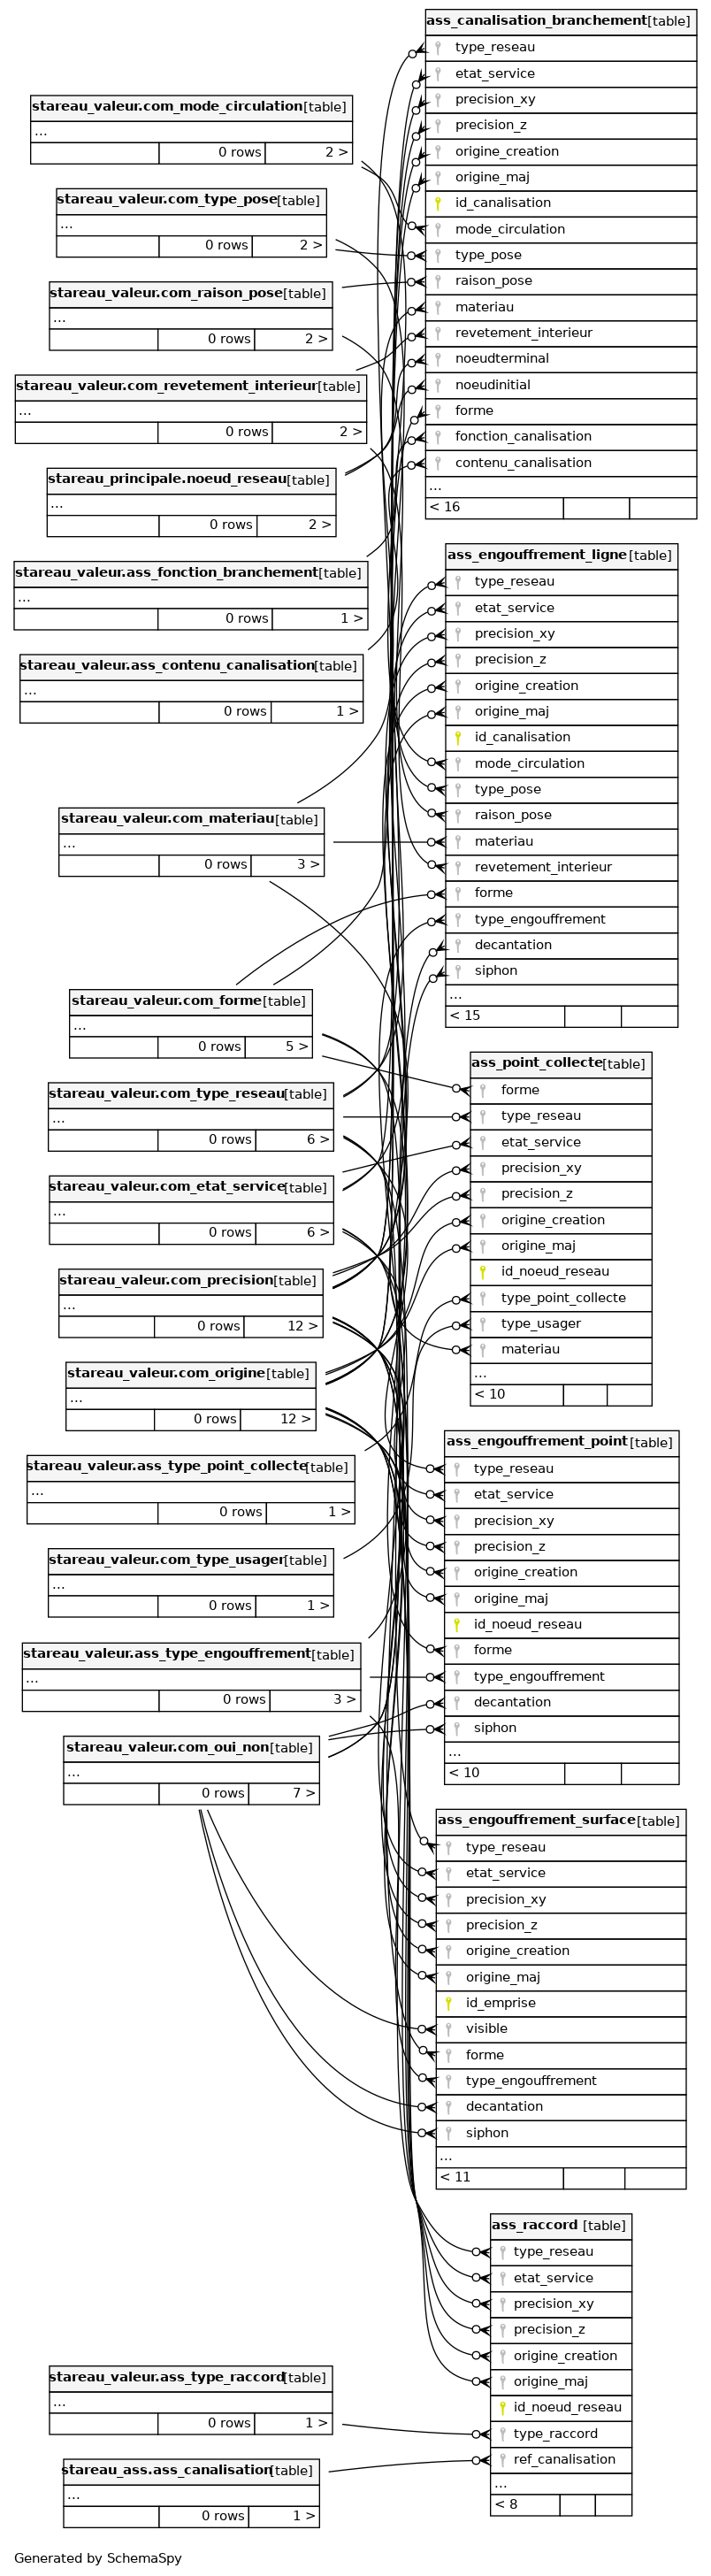 stareau_valeur.com_mode_circulation [table]
...
0 rows 2 >
stareau_valeur.com_type_pose [table]
...
0 rows 2 >
stareau_valeur.com_raison_pose [table]
...
0 rows 2 >
stareau_valeur.com_revetement_interieur [table]
...
0 rows 2 >
stareau_principale.noeud_reseau [table]
...
0 rows 2 >
stareau_valeur.ass_fonction_branchement [table]
...
0 rows 1 >
stareau_valeur.ass_contenu_canalisation [table]
...
0 rows 1 >
stareau_valeur.com_materiau [table]
...
0 rows 3 >
stareau_valeur.com_forme [table]
...
0 rows 5 >
stareau_valeur.com_type_reseau [table]
...
0 rows 6 >
stareau_valeur.com_etat_service [table]
...
0 rows 6 >
stareau_valeur.com_precision [table]
...
0 rows 12 >
stareau_valeur.com_origine [table]
...
0 rows 12 >
stareau_valeur.ass_type_point_collecte [table]
...
0 rows 1 >
stareau_valeur.com_type_usager [table]
...
0 rows 1 >
stareau_valeur.ass_type_engouffrement [table]
...
0 rows 3 >
stareau_valeur.com_oui_non [table]
...
0 rows 7 >
stareau_valeur.ass_type_raccord [table]
...
0 rows 1 >
stareau_ass.ass_canalisation [table]
...
0 rows 1 >
ass_canalisation_branchement [table]
type_reseau
etat_service
precision_xy
precision_z
origine_creation
origine_maj
id_canalisation
mode_circulation
type_pose
raison_pose
materiau
revetement_interieur
noeudterminal
noeudinitial
forme
fonction_canalisation
contenu_canalisation
...
< 16
ass_engouffrement_ligne [table]
type_reseau
etat_service
precision_xy
precision_z
origine_creation
origine_maj
id_canalisation
mode_circulation
type_pose
raison_pose
materiau
revetement_interieur
forme
type_engouffrement
decantation
siphon
...
< 15
ass_point_collecte [table]
forme
type_reseau
etat_service
precision_xy
precision_z
origine_creation
origine_maj
id_noeud_reseau
type_point_collecte
type_usager
materiau
...
< 10
ass_engouffrement_point [table]
type_reseau
etat_service
precision_xy
precision_z
origine_creation
origine_maj
id_noeud_reseau
forme
type_engouffrement
decantation
siphon
...
< 10
ass_engouffrement_surface [table]
type_reseau
etat_service
precision_xy
precision_z
origine_creation
origine_maj
id_emprise
visible
forme
type_engouffrement
decantation
siphon
...
< 11
ass_raccord [table]
type_reseau
etat_service
precision_xy
precision_z
origine_creation
origine_maj
id_noeud_reseau
type_raccord
ref_canalisation
...
< 8
Generated by SchemaSpy